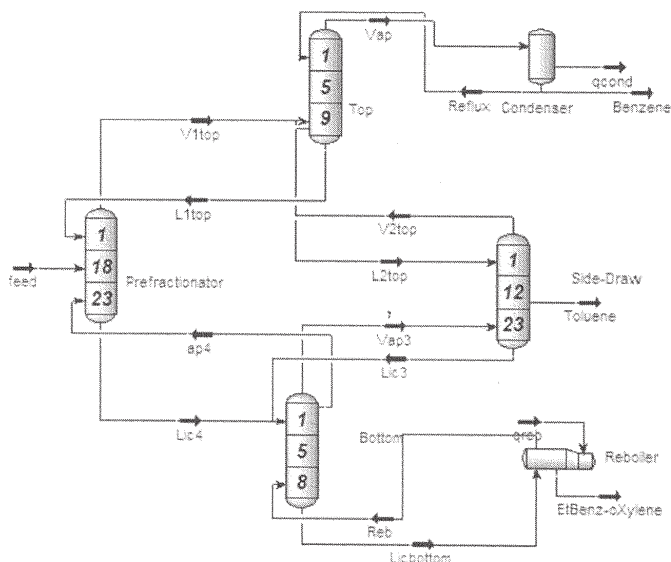 Vap
1
5
9
Top
qcond
Reflux
Condenser
Benzene
V1top
L1top
V2top
1
18
23
feed
Prefractionator
L2top
1
12
23
Side-Draw
Toluene
ap4
Vap3
Lic3
Lic4
1
5
8
Bottom
qreb
Reboiler
EtBenz-oXylene
Reb
Licbottom